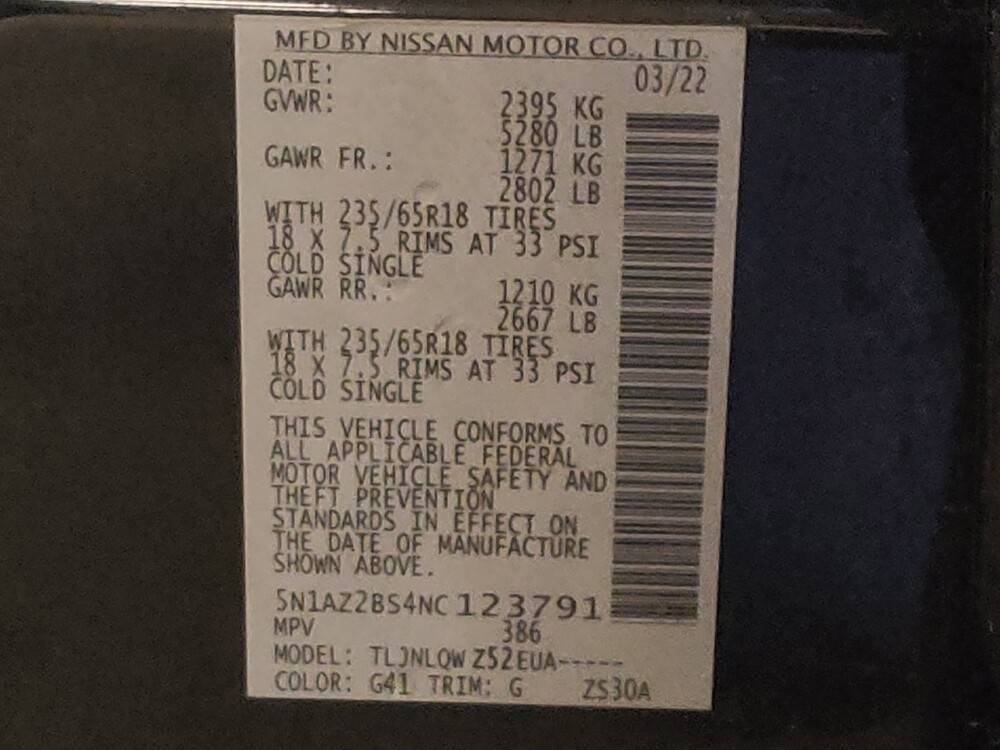 MFD BY NISSAN MOTOR CO., LTD.
DATE: 03/22
GVWR: 2395 KG
5280 LB
GAWR FR.: 1271 KG
2802 LB
WITH 235/65R18 TIRES
18 X 7.5 RIMS AT 33 PSI
COLD SINGLE
GAWR RR.: 1210 KG
2667 LB
WITH 235/65R18 TIRES
18 X 7.5 RIMS AT 33 PSI
COLD SINGLE
THIS VEHICLE CONFORMS TO
ALL APPLICABLE FEDERAL
MOTOR VEHICLE SAFETY AND
THEFT PREVENTION
STANDARDS IN EFFECT ON
THE DATE OF MANUFACTURE
SHOWN ABOVE.
5N1AZ2BS4NC123791
MPV 386
MODEL: TLJNLQW Z52EUA-----
COLOR: G41 TRIM: G ZS30A